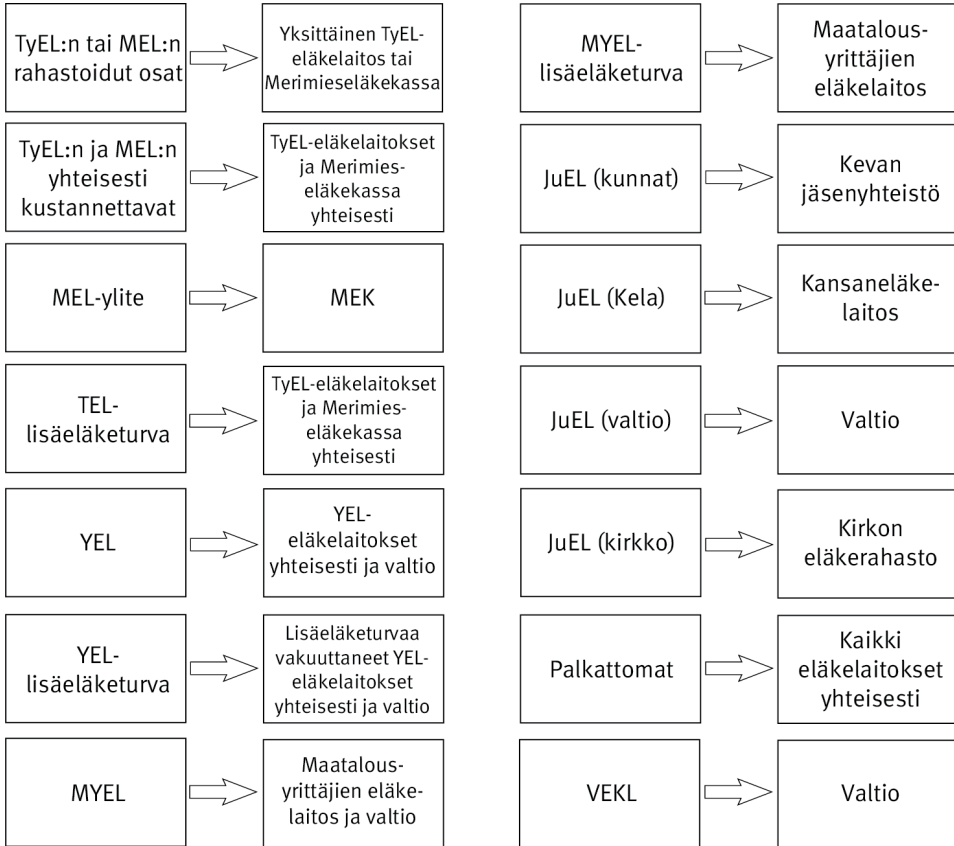 TyEL:n tai MEL:n
rahastoidut osat
Yksittäinen TyEL-
eläkelaitos tai
Merimieseläkekassa
TyEL:n ja MEL:n
yhteisesti
kustannettavat
TyEL-eläkelaitokset
ja Merimies-
eläkekassa
yhteisesti
MEL-ylite
MEK
TEL-
lisäeläketurva
TyEL-eläkelaitokset
ja Merimies-
eläkekassa
yhteisesti
YEL
YEL-
eläkelaitokset
yhteisesti ja valtio
YEL-
lisäeläketurva
Lisäeläketurvaa
vakuuttaneet YEL-
eläkelaitokset
yhteisesti ja valtio
MYEL
Maatalous-
yrittäjien eläke-
laitos ja valtio
MYEL-
lisäeläketurva
Maatalous-
yrittäjien
eläkelaitos
JuEL (kunnat)
Kevan
jäsenyhteistö
JuEL (Kela)
Kansaneläke-
laitos
JuEL (valtio)
Valtio
JuEL (kirkko)
Kirkon
eläkerahasto
Palkattomat
Kaikki
eläkelaitokset
yhteisesti
VEKL
Valtio